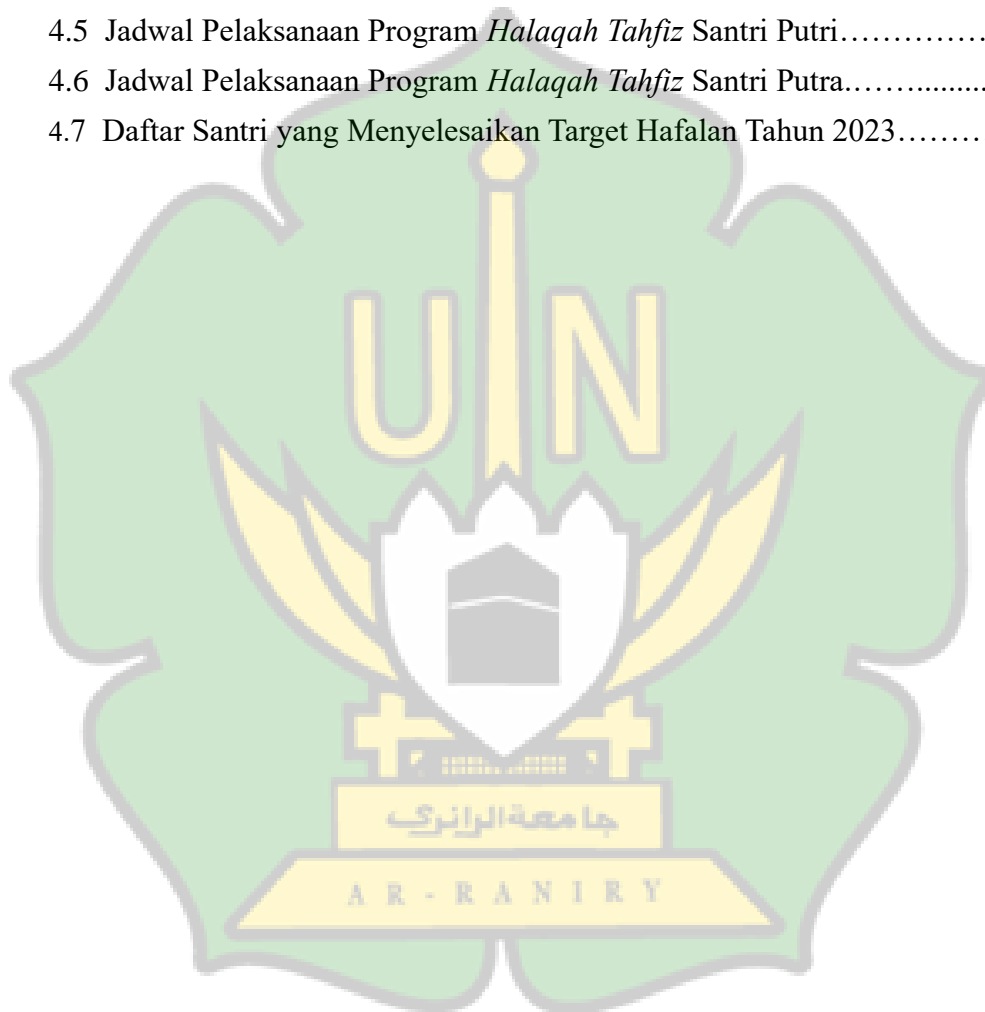 4.5 Jadwal Pelaksanaan Program Halaqah Tahfiz Santri Putri……………
4.6 Jadwal Pelaksanaan Program Halaqah Tahfiz Santri Putra……..........
4.7 Daftar Santri yang Menyelesaikan Target Hafalan Tahun 2023……..
UIN
جامعة الرانري
AR-RANIRY